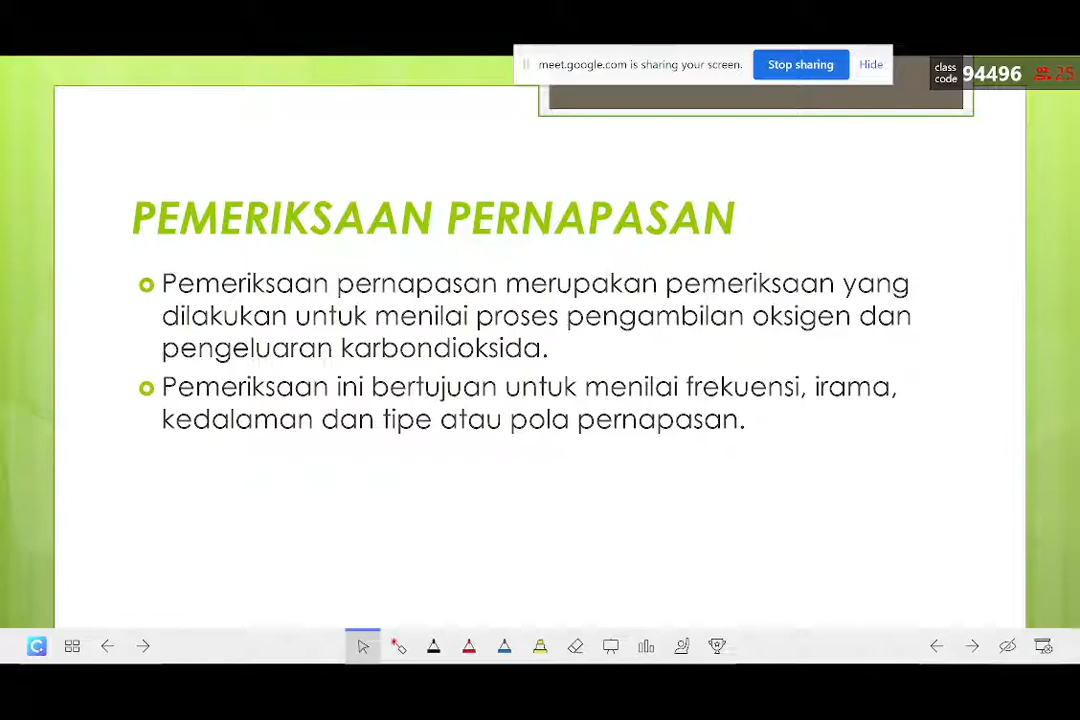 meet.google.com is sharing your screen.
Stop sharing
Hide
class
code
94496
25
PEMERIKSAAN PERNAPASAN
Pemeriksaan pernapasan merupakan pemeriksaan yang
dilakukan untuk menilai proses pengambilan oksigen dan
pengeluaran karbondioksida.
Pemeriksaan ini bertujuan untuk menilai frekuensi, irama,
kedalaman dan tipe atau pola pernapasan.